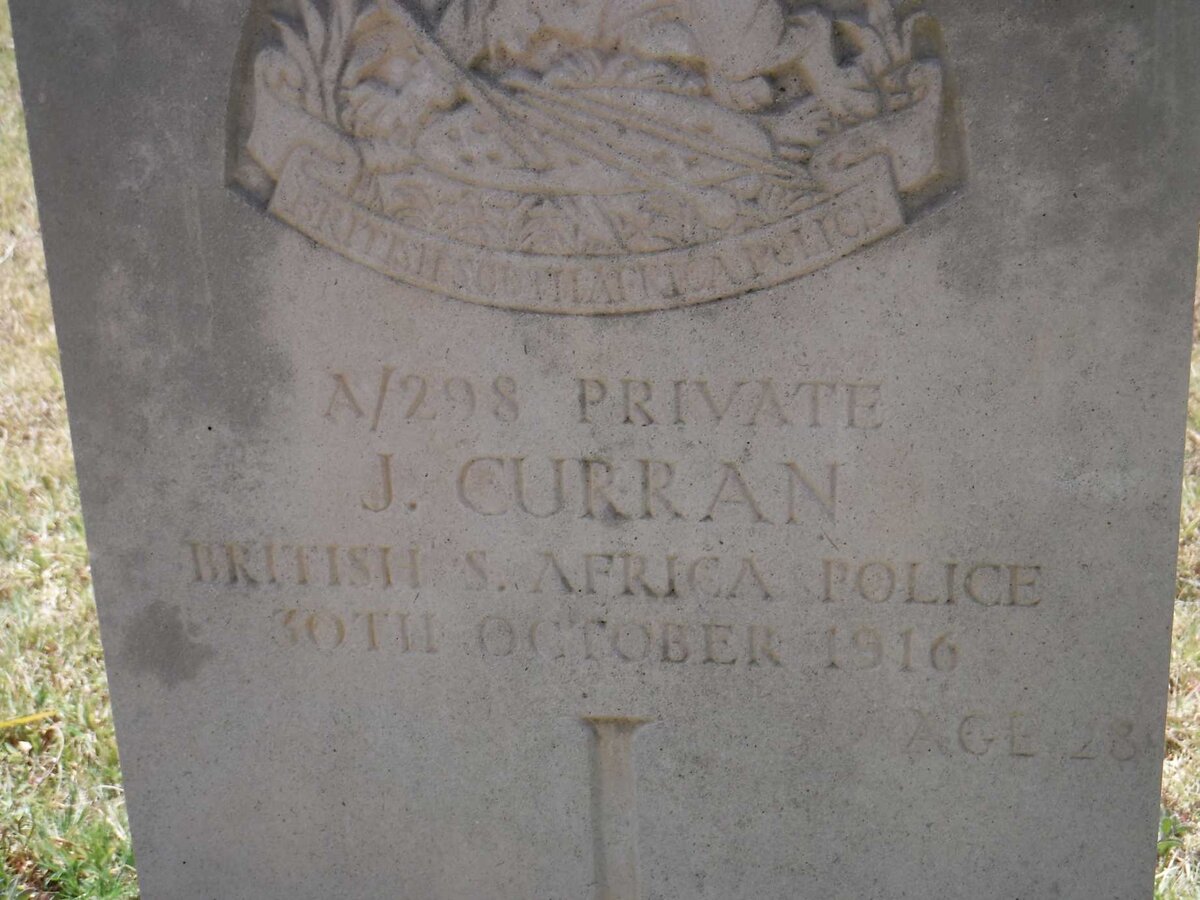 BRITISH SOUTH AFRICA POLICE
A/298 PRIVATE
J. CURRAN
BRITISH S. AFRICA POLICE
30TH OCTOBER 1916
AGE 28